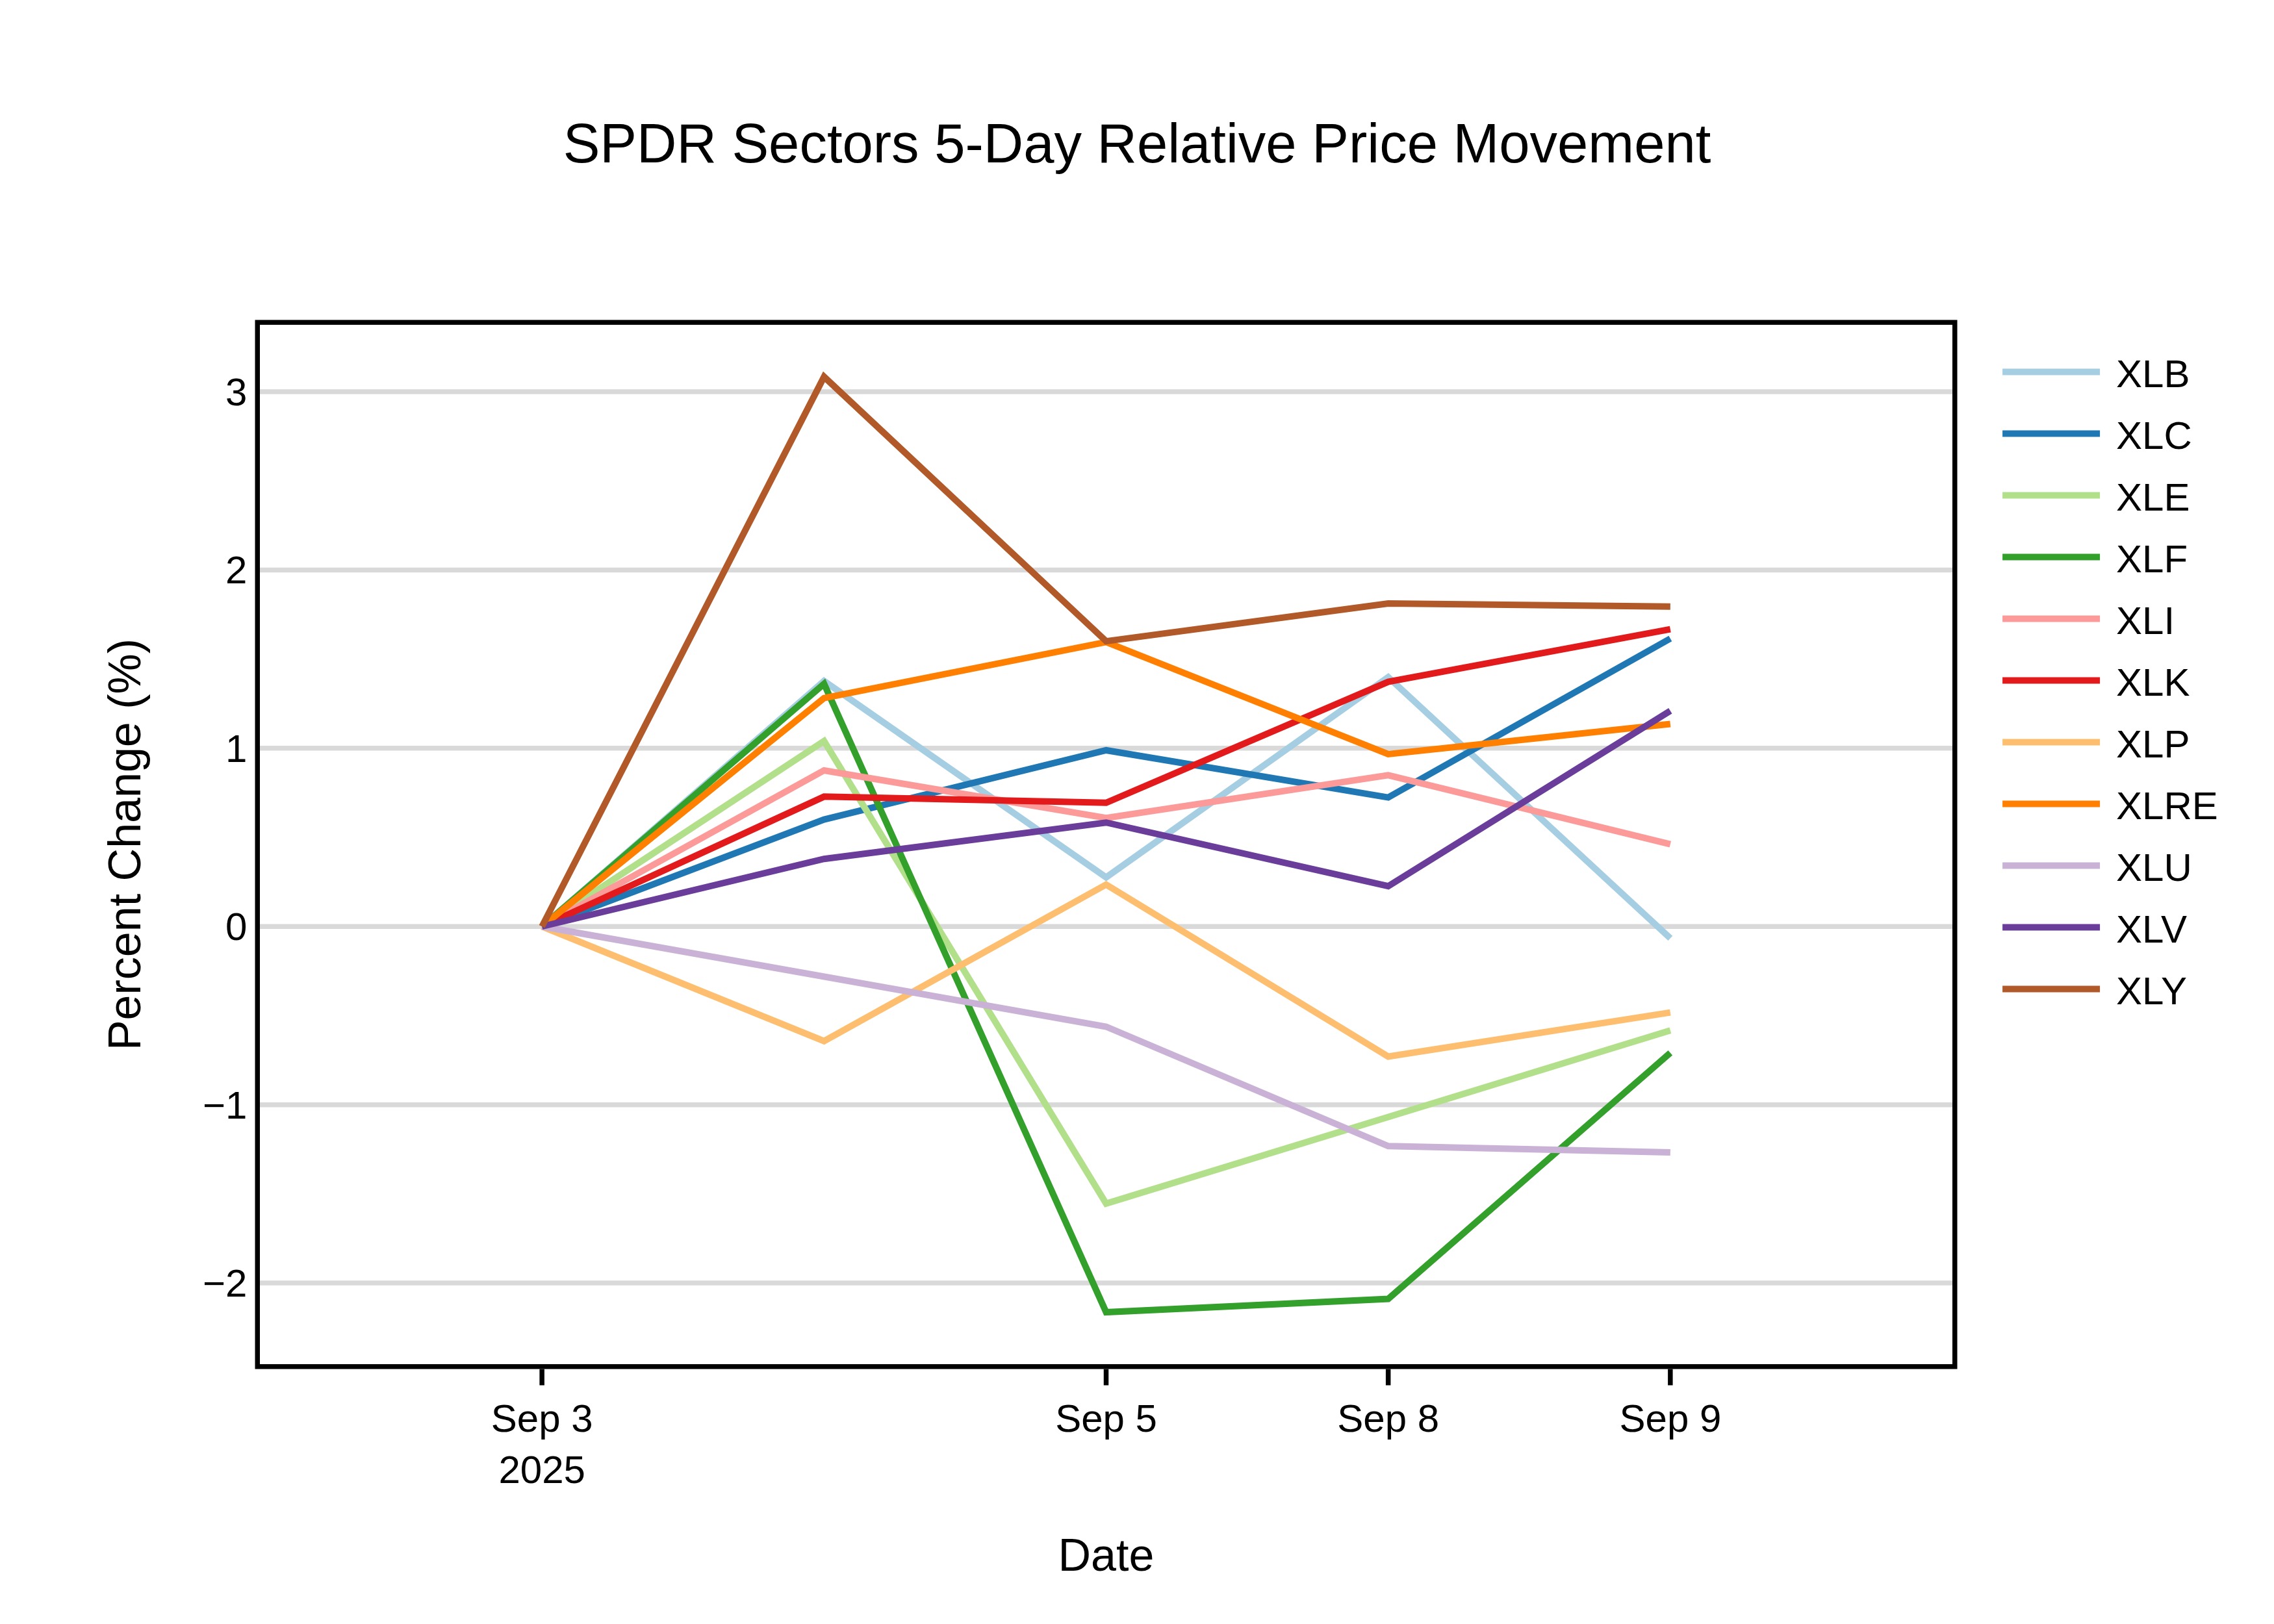 SPDR Sectors 5-Day Relative Price Movement
Percent Change (%)
3
2
1
0
−1
−2
Sep 3
2025
Sep 5
Sep 8
Sep 9
Date
XLB
XLC
XLE
XLF
XLI
XLK
XLP
XLRE
XLU
XLV
XLY